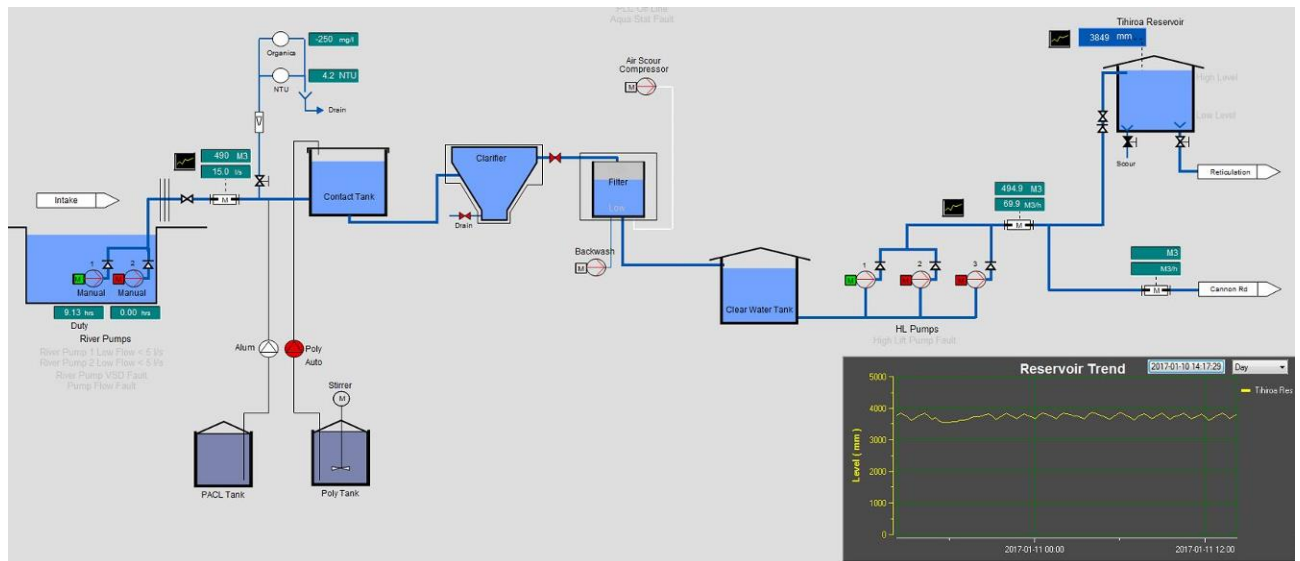 PLC Off Line
Aqua Stat Fault
-250 mg/l
Organics
4.2 NTU
NTU
Drain
Air Scour
Compressor
M
Tihiroa Reservoir
3849 mm
High Level
Low Level
Scour
Reticulation
490 M3
15.0 l/s
M
Intake
Contact Tank
Clarifier
Drain
Filter
Low
Backwash
M
494.9 M3
69.9 M3/h
M
M3
M3/h
M
Cannon Rd
1
2
M
M
Manual
Manual
9.13 hrs
0.00 hrs
Duty
River Pumps
River Pump 1 Low Flow < 5 l/s
River Pump 2 Low Flow < 5 l/s
River Pump VSD Fault
Pump Flow Fault
Clear Water Tank
1
2
3
M
M
M
HL Pumps
High Lift Pump Fault
Alum
Poly
Auto
Stirrer
M
PACL Tank
Poly Tank
Reservoir Trend
2017-01-10 14:17:29
Day
Tihiroa Res
Level ( mm )
5000
4000
3000
2000
1000
0
2017-01-11 00:00
2017-01-11 12:00